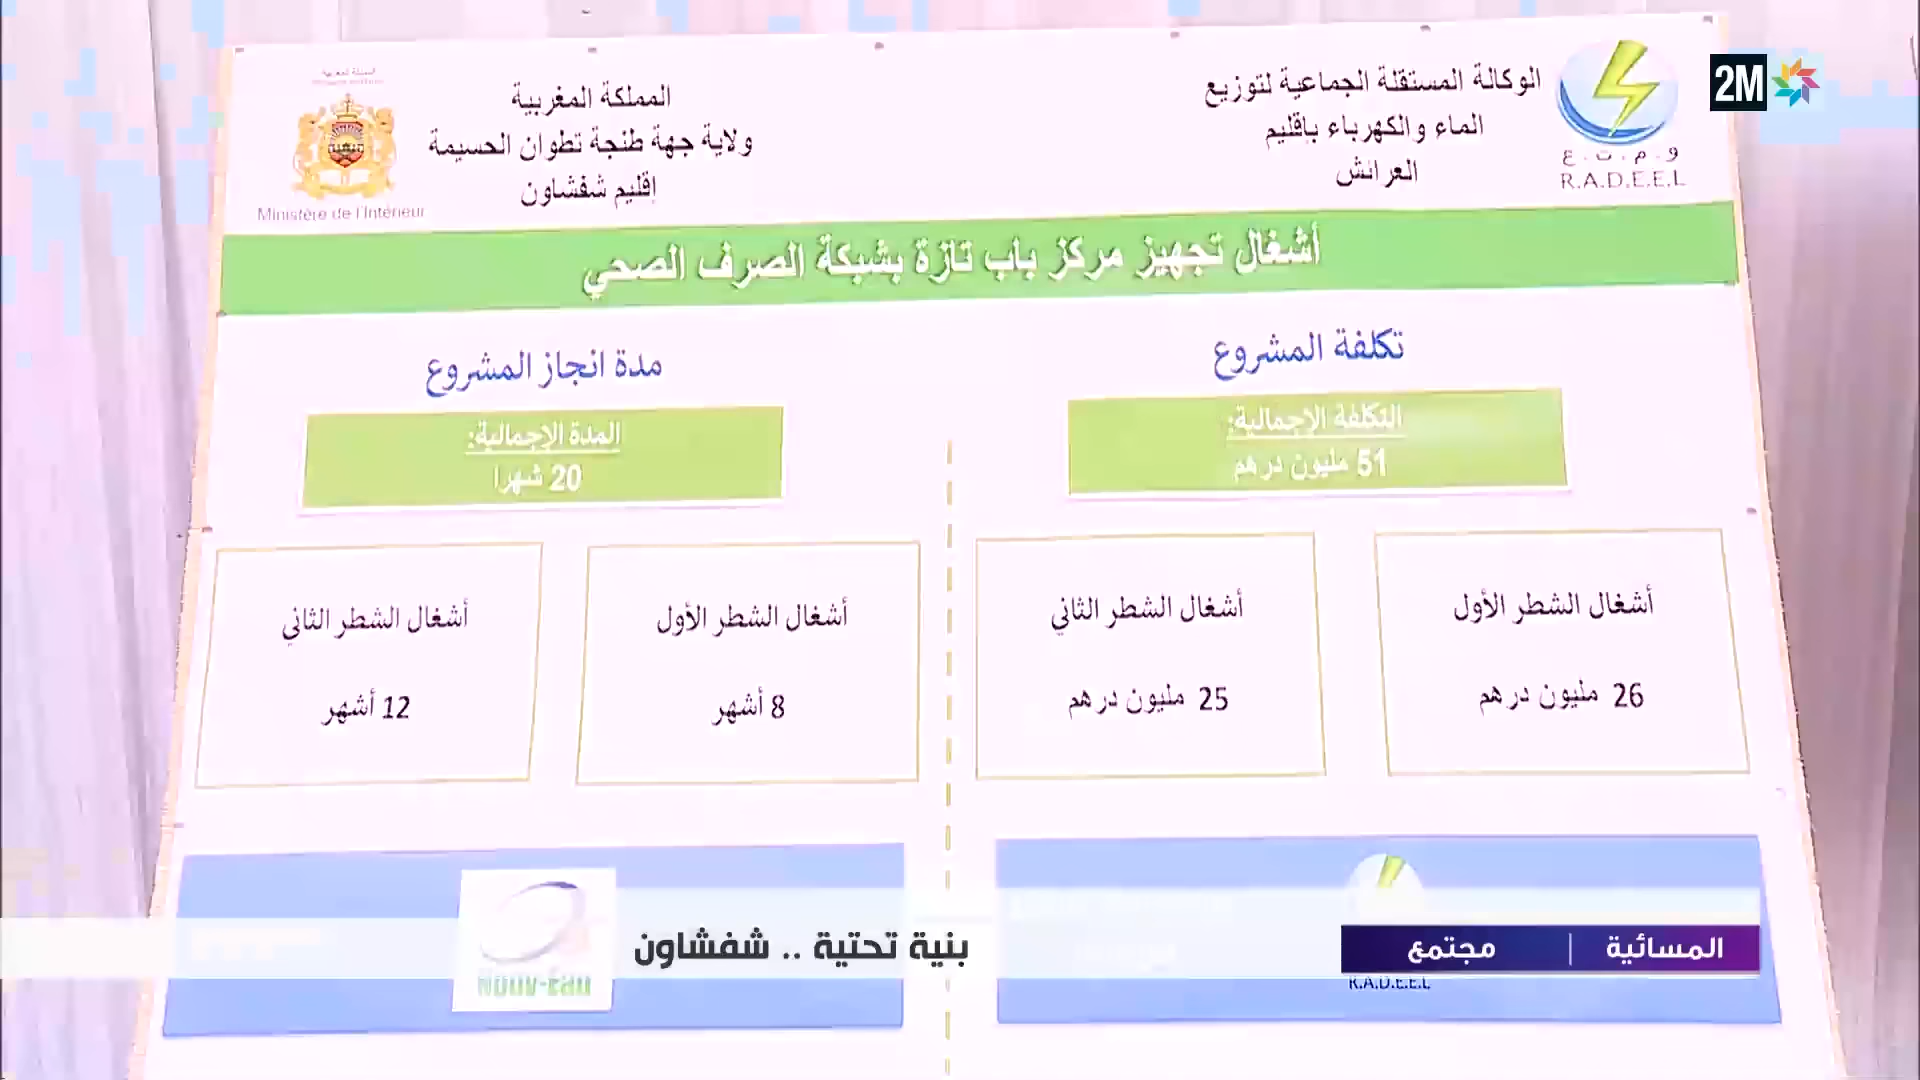 2M
الوكالة المستقلة الجماعية لتوزيع
الماء والكهرباء بإقليم
العرائش
و . م . ت . ع
R.A.D.E.E.L
المملكة المغربية
ولاية جهة طنجة تطوان الحسيمة
إقليم شفشاون
Ministère de l'Intérieur
أشغال تجهيز مركز باب تازة بشبكة الصرف الصحي
تكلفة المشروع
التكلفة الإجمالية:
51 مليون درهم
أشغال الشطر الأول
26 مليون درهم
أشغال الشطر الثاني
25 مليون درهم
مدة انجاز المشروع
المدة الإجمالية:
20 شهرا
أشغال الشطر الأول
8 أشهر
أشغال الشطر الثاني
12 أشهر
المسائية | مجتمع
بنية تحتية .. شفشاون
R.A.D.E.E.L